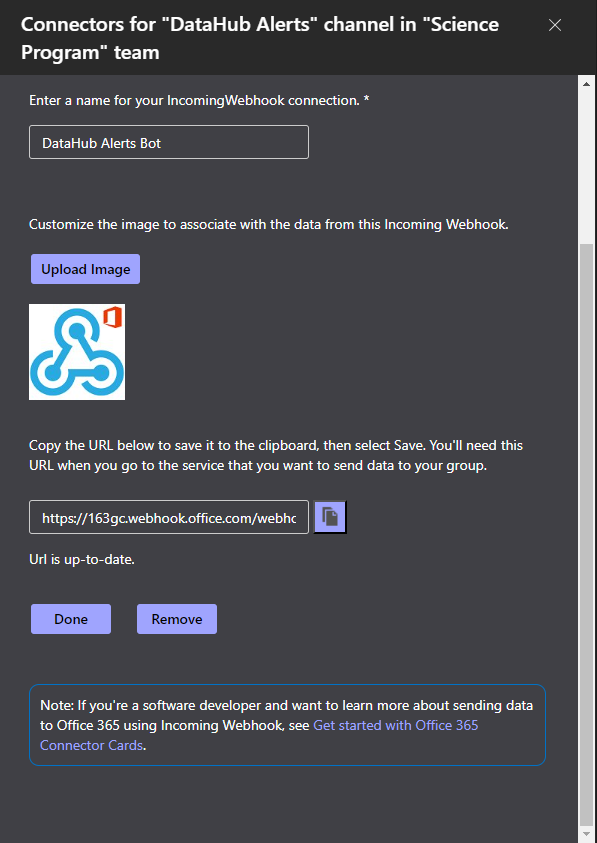 Connectors for "DataHub Alerts" channel in "Science
Program" team
Enter a name for your IncomingWebhook connection. *
DataHub Alerts Bot
Customize the image to associate with the data from this Incoming Webhook.
Upload Image
Copy the URL below to save it to the clipboard, then select Save. You'll need this
URL when you go to the service that you want to send data to your group.
https://163gc.webhook.office.com/webhc
Url is up-to-date.
Done
Remove
Note: If you're a software developer and want to learn more about sending data
to Office 365 using Incoming Webhook, see Get started with Office 365
Connector Cards.